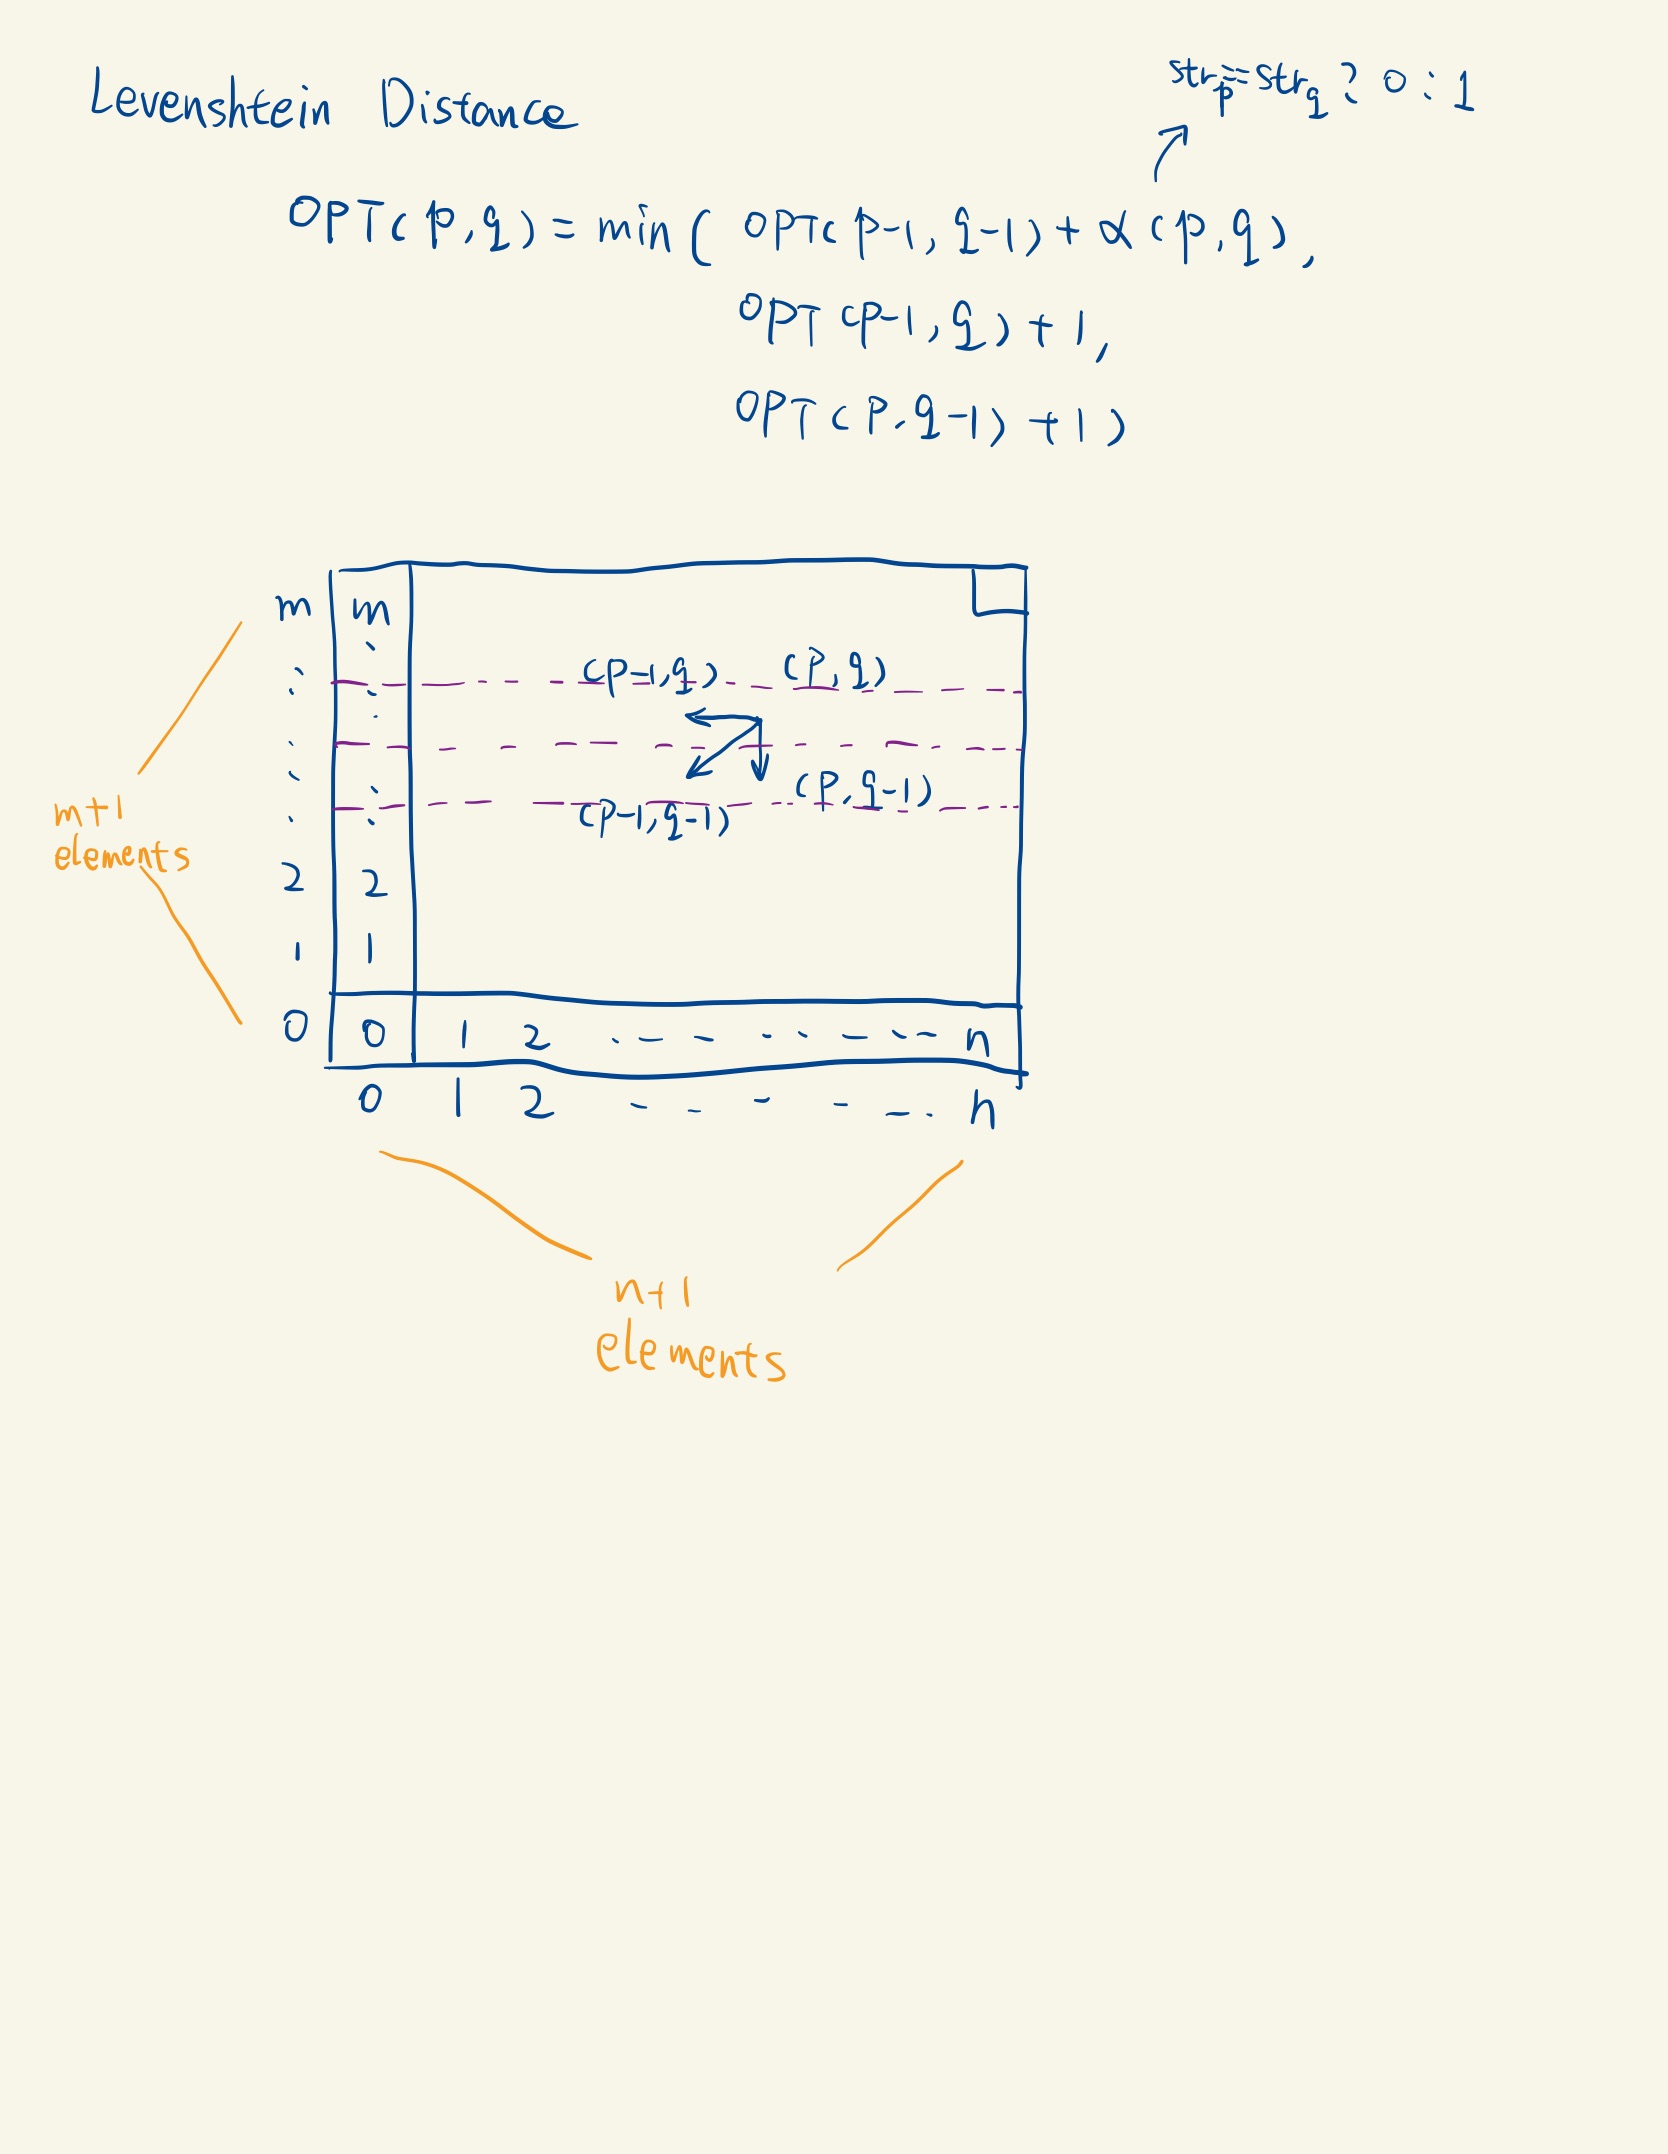 str_p == str_q ? 0 : 1
Levenshtein Distance
OPT(p,q) = min( OPT(p-1, q-1) + α(p,q),
OPT(p-1, q) + 1,
OPT(p, q-1) + 1)
m m
(p-1,q) (p,q)
(p,q-1)
(p-1,q-1)
m+1
elements
2 2
1 1
0 0 1 2 n
0 1 2 n
n+1
elements